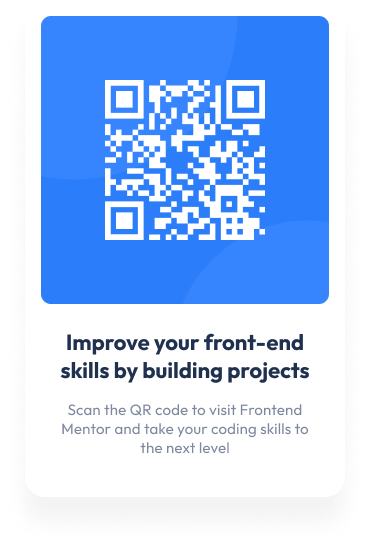 Improve your front-end
skills by building projects
Scan the QR code to visit Frontend
Mentor and take your coding skills to
the next level